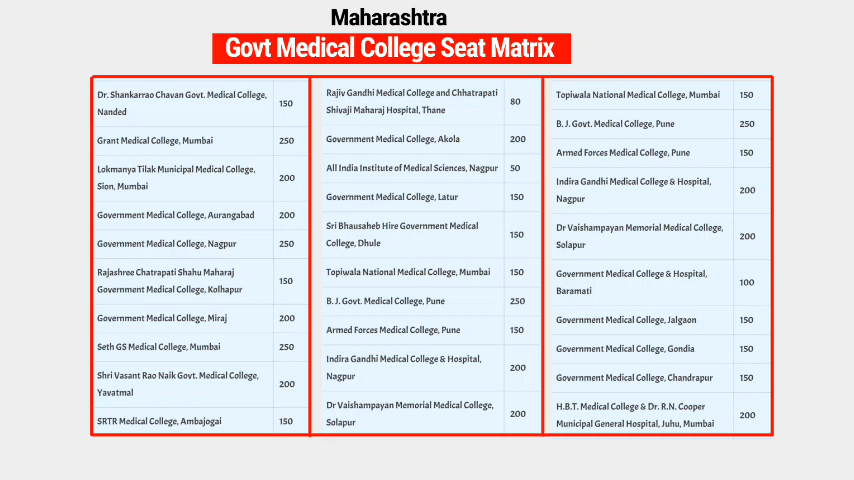 Maharashtra
Govt Medical College Seat Matrix
Dr. Shankarrao Chavan Govt. Medical College,
Nanded
150
Grant Medical College, Mumbai 250
Lokmanya Tilak Municipal Medical College,
Sion, Mumbai
200
Government Medical College, Aurangabad 200
Government Medical College, Nagpur 250
Rajashree Chatrapati Shahu Maharaj
Government Medical College, Kolhapur
150
Government Medical College, Miraj 200
Seth GS Medical College, Mumbai 250
Shri Vasant Rao Naik Govt. Medical College,
Yavatmal
200
SRTR Medical College, Ambajogai 150
Rajiv Gandhi Medical College and Chhatrapati
Shivaji Maharaj Hospital, Thane
80
Government Medical College, Akola 200
All India Institute of Medical Sciences, Nagpur 50
Government Medical College, Latur 150
Sri Bhausaheb Hire Government Medical
College, Dhule
150
Topiwala National Medical College, Mumbai 150
B. J. Govt. Medical College, Pune 250
Armed Forces Medical College, Pune 150
Indira Gandhi Medical College & Hospital,
Nagpur
200
Dr Vaishampayan Memorial Medical College,
Solapur
200
Topiwala National Medical College, Mumbai 150
B. J. Govt. Medical College, Pune 250
Armed Forces Medical College, Pune 150
Indira Gandhi Medical College & Hospital,
Nagpur
200
Dr Vaishampayan Memorial Medical College,
Solapur
200
Government Medical College & Hospital,
Baramati
100
Government Medical College, Jalgaon 150
Government Medical College, Gondia 150
Government Medical College, Chandrapur 150
H.B.T. Medical College & Dr. R.N. Cooper
Municipal General Hospital, Juhu, Mumbai
200